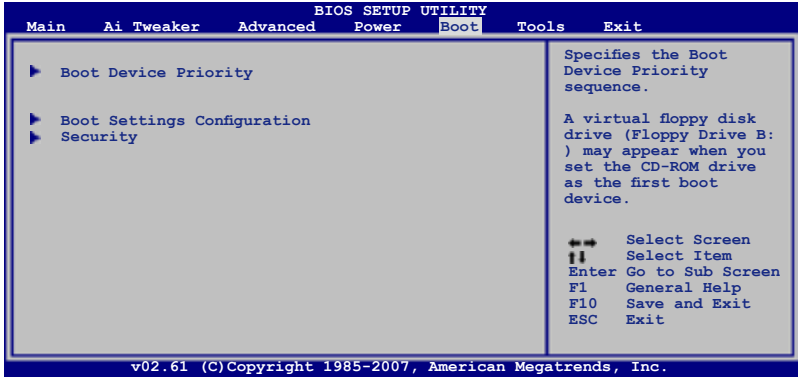 BIOS SETUP UTILITY
Main Ai Tweaker Advanced Power Boot Tools Exit
Boot Device Priority
Boot Settings Configuration
Security
Specifies the Boot
Device Priority
sequence.
A virtual floppy disk
drive (Floppy Drive B:
) may appear when you
set the CD-ROM drive
as the first boot
device.
Select Screen
Select Item
Enter Go to Sub Screen
F1 General Help
F10 Save and Exit
ESC Exit
v02.61 (C)Copyright 1985-2007, American Megatrends, Inc.